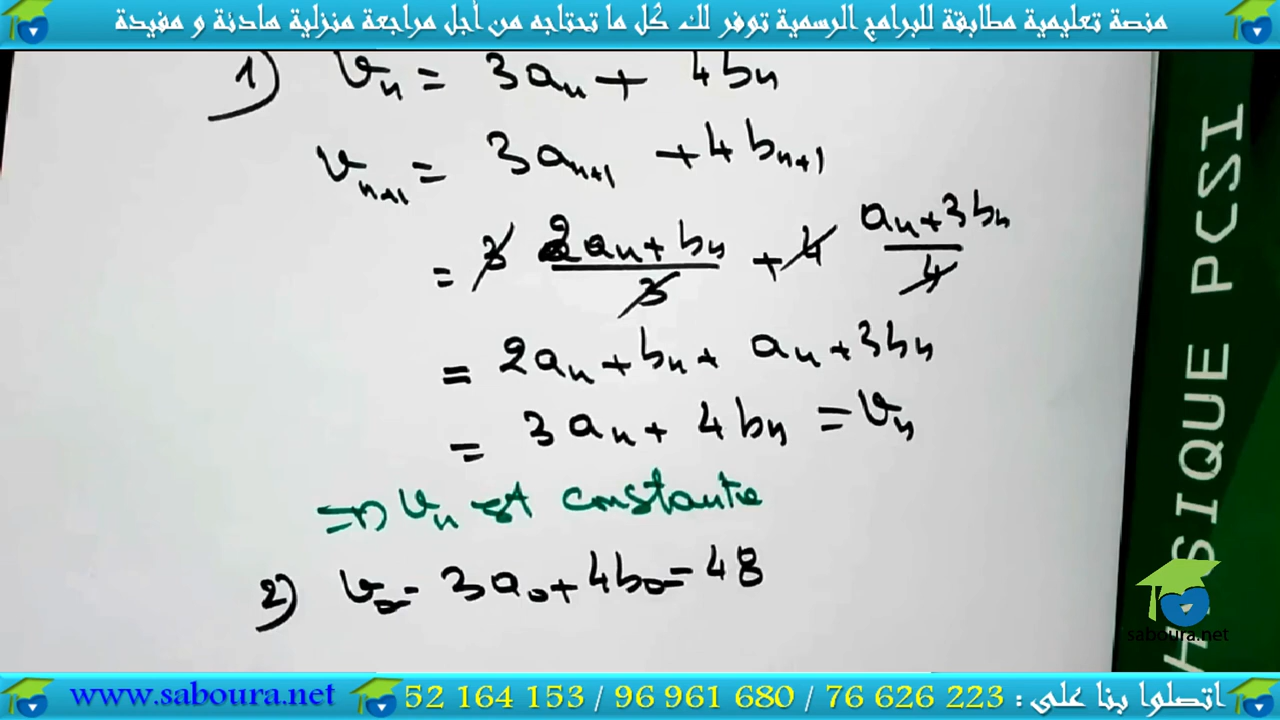 منصة تعليمية مطابقة للبرامج الرسمية توفر لك كل ما تحتاجه من أجل مراجعة منزلية هادئة و مفيدة
1) Vₙ = 3aₙ + 4bₙ
Vₙ₊₁ = 3aₙ₊₁ + 4bₙ₊₁
= 3 (2aₙ + bₙ)/3 + 4 (aₙ + 3bₙ)/4
= 2aₙ + bₙ + aₙ + 3bₙ
= 3aₙ + 4bₙ = Vₙ
=> Vₙ est constante
2) V₀ = 3a₀ + 4b₀ = 48
HYSIQUE PCSI
saboura.net
www.saboura.net
52 164 153 / 96 961 680 / 76 626 223 : اتصلوا بنا على